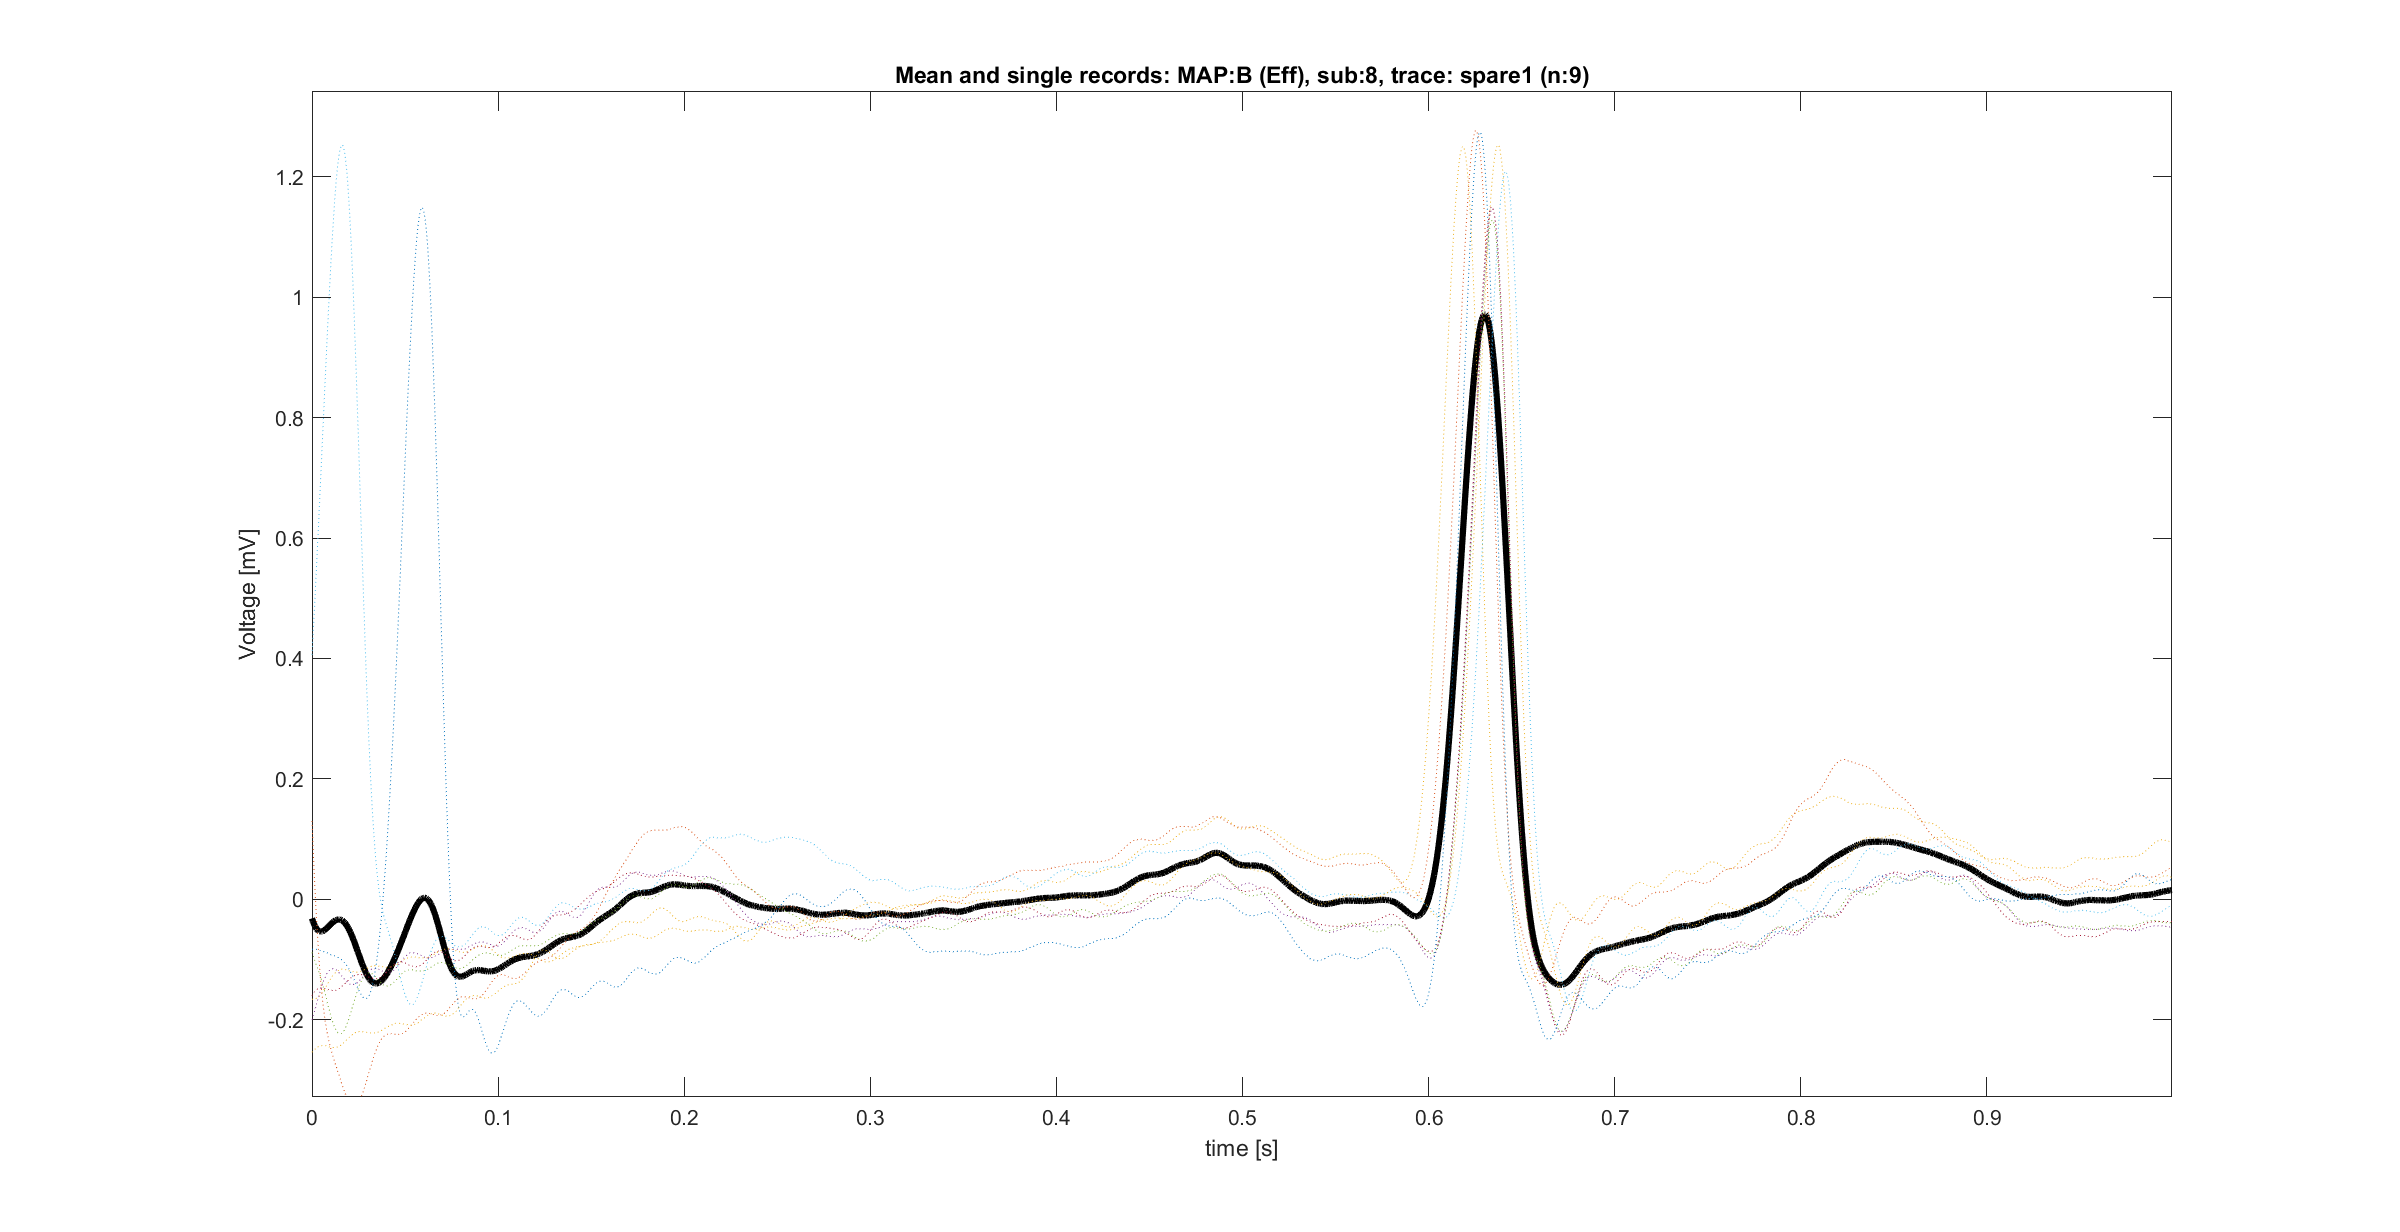 Mean and single records: MAP:B (Eff), sub:8, trace: spare1 (n:9)
1.2
1
0.8
0.6
0.4
0.2
0
-0.2
Voltage [mV]
0 0.1 0.2 0.3 0.4 0.5 0.6 0.7 0.8 0.9
time [s]